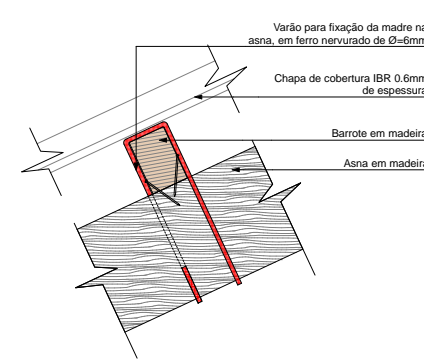 Varão para fixação da madre na
asna, em ferro nervurado de Ø=6mm
Chapa de cobertura IBR 0.6mm
de espessura
Barrote em madeira
Asna em madeira